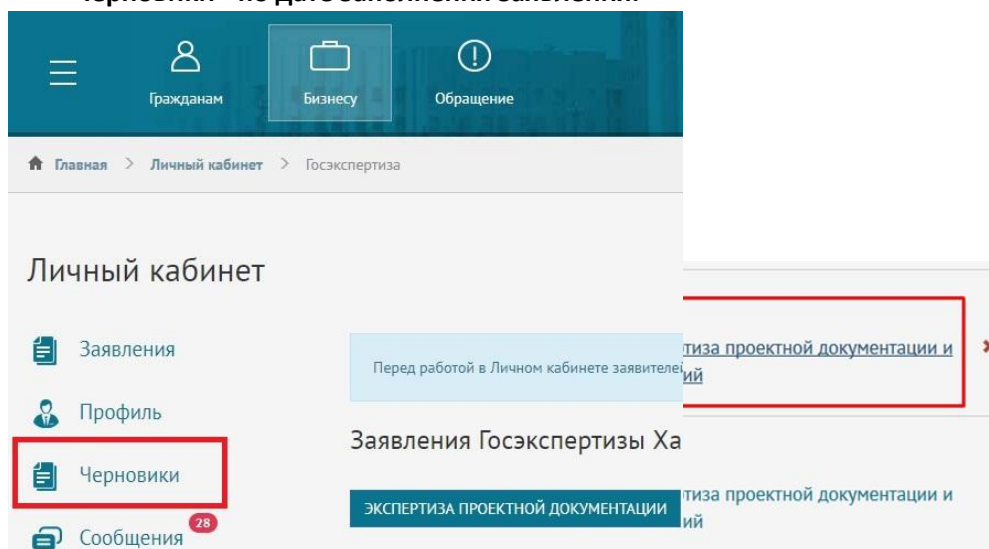 Гражданам
Бизнесу
Обращение
Главная > Личный кабинет > Госэкспертиза
Личный кабинет
Заявления
Профиль
Черновики
Сообщения 28
Перед работой в Личном кабинете заявителей
Заявления Госэкспертизы Ха
ЭКСПЕРТИЗА ПРОЕКТНОЙ ДОКУМЕНТАЦИИ
тиза проектной документации и
ий
тиза проектной документации и
ий